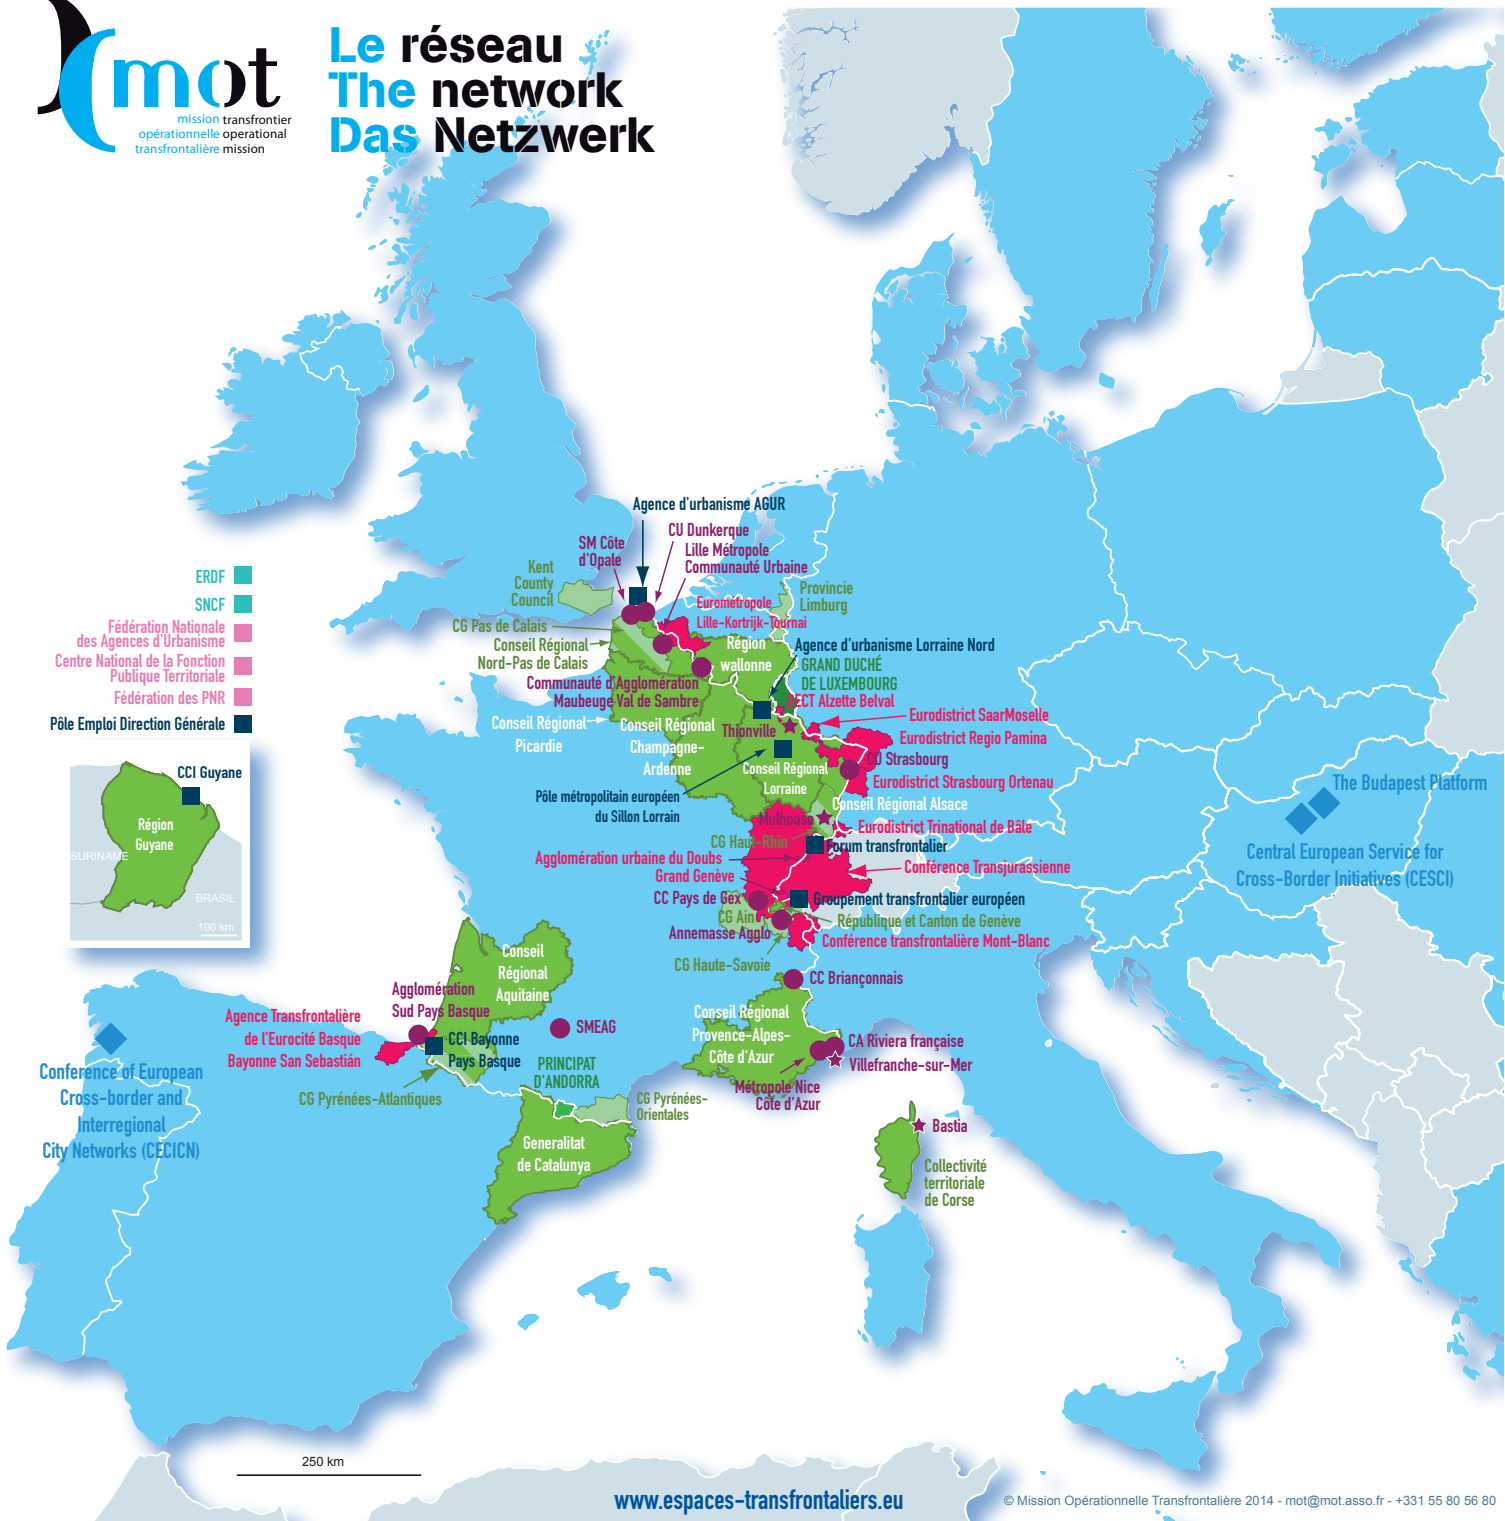 mot
mission transfrontier
opérationnelle operational
transfrontalière mission
Le réseau
The network
Das Netzwerk
Agence d'urbanisme AGUR
CU Dunkerque
SM Côte
d'Opale
Lille Métropole
Communauté Urbaine
Kent
County
Council
Provincie
Limburg
Eurométropole
Lille-Kortrijk-Tournai
CG Pas de Calais
Conseil Régional
Nord-Pas de Calais
Région
wallonne
Agence d'urbanisme Lorraine Nord
GRAND DUCHÉ
DE LUXEMBOURG
Communauté d'Agglomération
Maubeuge Val de Sambre
GECT Alzette Belval
Eurodistrict SaarMoselle
Conseil Régional
Picardie
Conseil Régional
Champagne-
Ardenne
Thionville
Eurodistrict Regio Pamina
CU Strasbourg
Conseil Régional
Lorraine
Eurodistrict Strasbourg Ortenau
Pôle métropolitain européen
du Sillon Lorrain
Conseil Régional Alsace
Mulhouse
Eurodistrict Trinational de Bâle
CG Haut-Rhin
Forum transfrontalier
Agglomération urbaine du Doubs
Conférence Transjurassienne
Grand Genève
CC Pays de Gex
Groupement transfrontalier européen
CG Ain
République et Canton de Genève
Annemasse Agglo
Conférence transfrontalière Mont-Blanc
CG Haute-Savoie
CC Briançonnais
ERDF
SNCF
Fédération Nationale
des Agences d'Urbanisme
Centre National de la Fonction
Publique Territoriale
Fédération des PNR
Pôle Emploi Direction Générale
CCI Guyane
Région
Guyane
SURINAME
BRASIL
100 km
The Budapest Platform
Central European Service for
Cross-Border Initiatives (CESCI)
Conseil
Régional
Aquitaine
Agglomération
Sud Pays Basque
Agence Transfrontalière
de l'Eurocité Basque
Bayonne San Sebastián
CCI Bayonne
Pays Basque
SMEAG
Conseil Régional
Provence-Alpes-
Côte d'Azur
CA Riviera française
Villefranche-sur-Mer
Métropole Nice
Côte d'Azur
PRINCIPAT
D'ANDORRA
CG Pyrénées-Atlantiques
CG Pyrénées-
Orientales
Conference of European
Cross-border and
Interregional
City Networks (CECICN)
Generalitat
de Catalunya
Bastia
Collectivité
territoriale
de Corse
250 km
www.espaces-transfrontaliers.eu
© Mission Opérationnelle Transfrontalière 2014 - mot@mot.asso.fr - +331 55 80 56 80